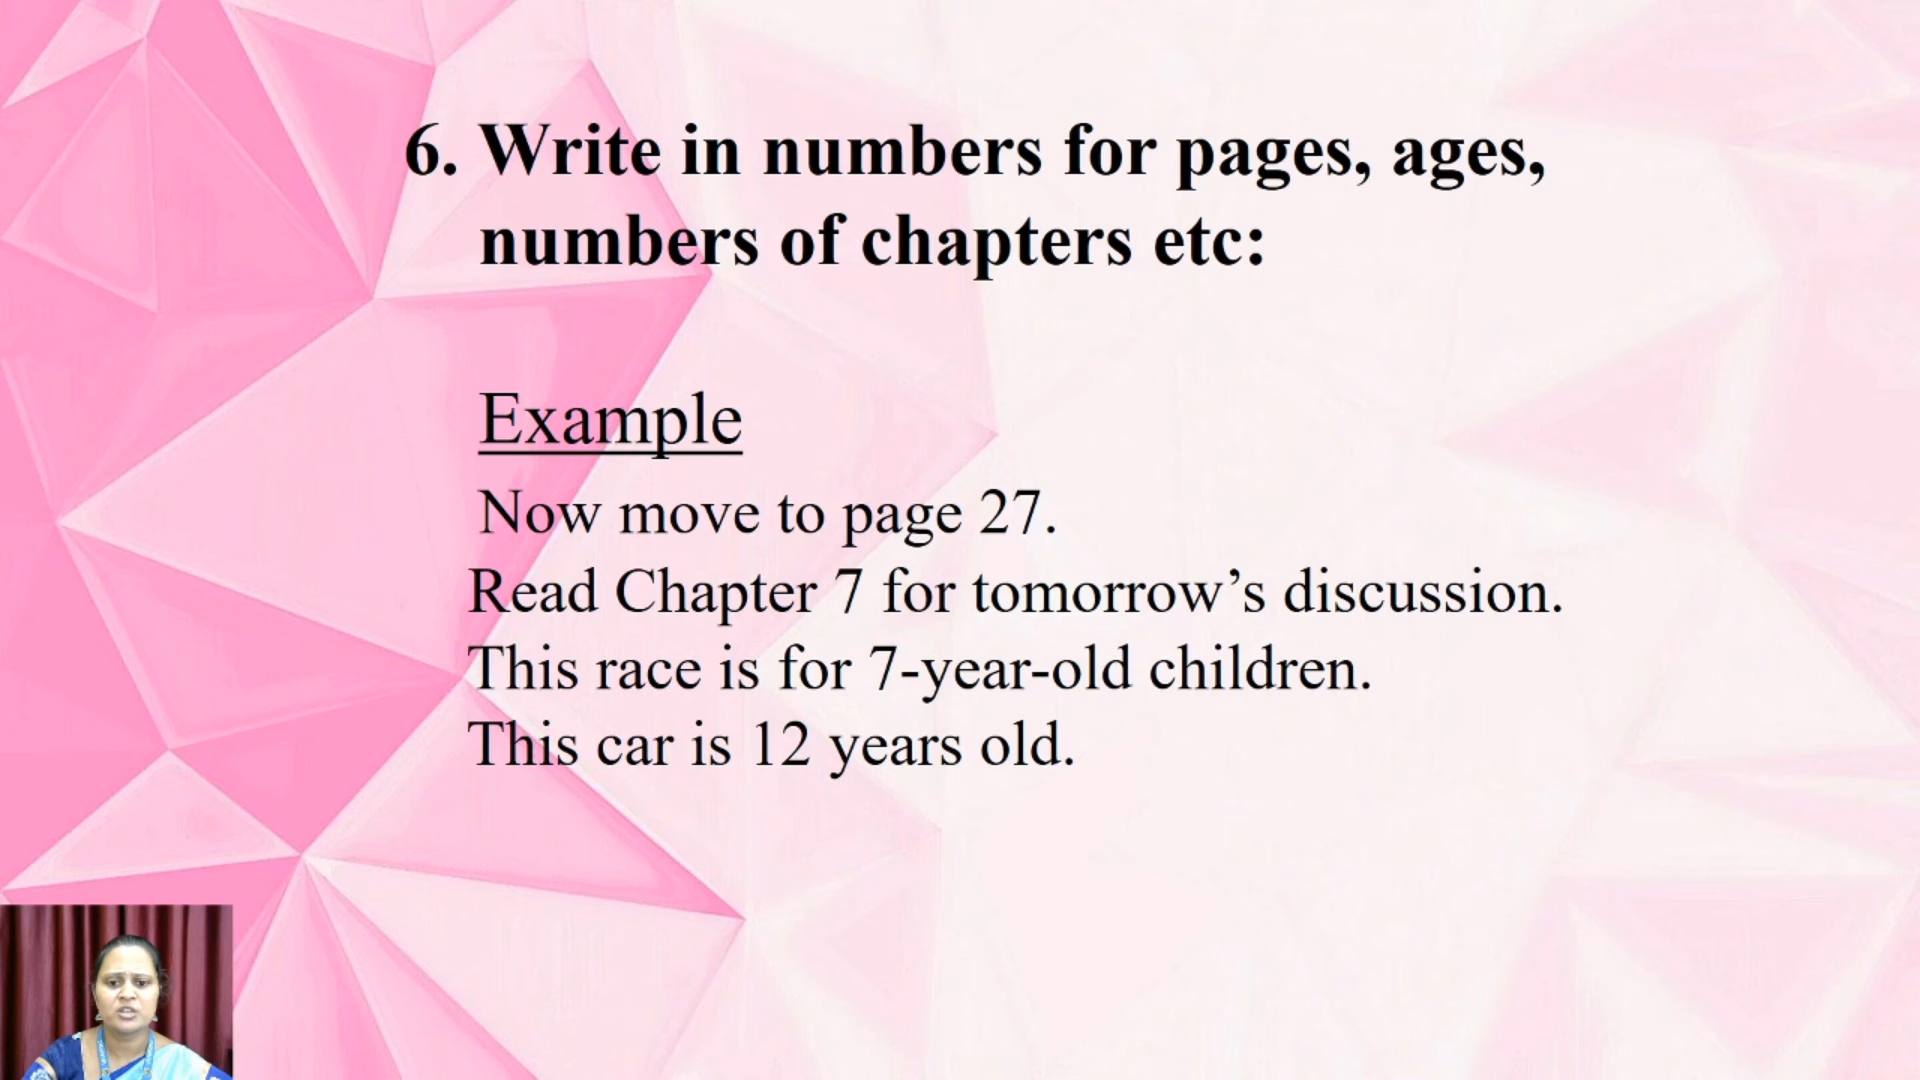 6. Write in numbers for pages, ages,
numbers of chapters etc:
Example
Now move to page 27.
Read Chapter 7 for tomorrow’s discussion.
This race is for 7-year-old children.
This car is 12 years old.